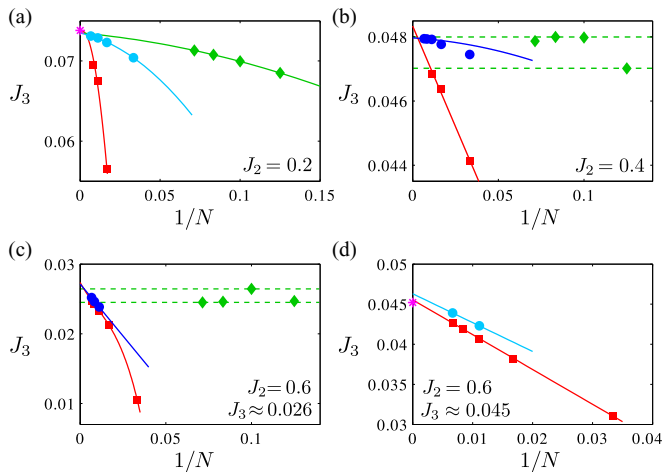 (a)
0.07
0.06
J₃
0
0.05
0.1
0.15
1/N
J₂ = 0.2
(b)
0.048
0.046
0.044
J₃
0
0.05
0.1
1/N
J₂ = 0.4
(c)
0.03
0.02
0.01
J₃
0
0.05
0.1
1/N
J₂ = 0.6
J₃ ≈ 0.026
(d)
0.05
0.045
0.04
0.035
0.03
J₃
0
0.01
0.02
0.03
0.04
1/N
J₂ = 0.6
J₃ ≈ 0.045